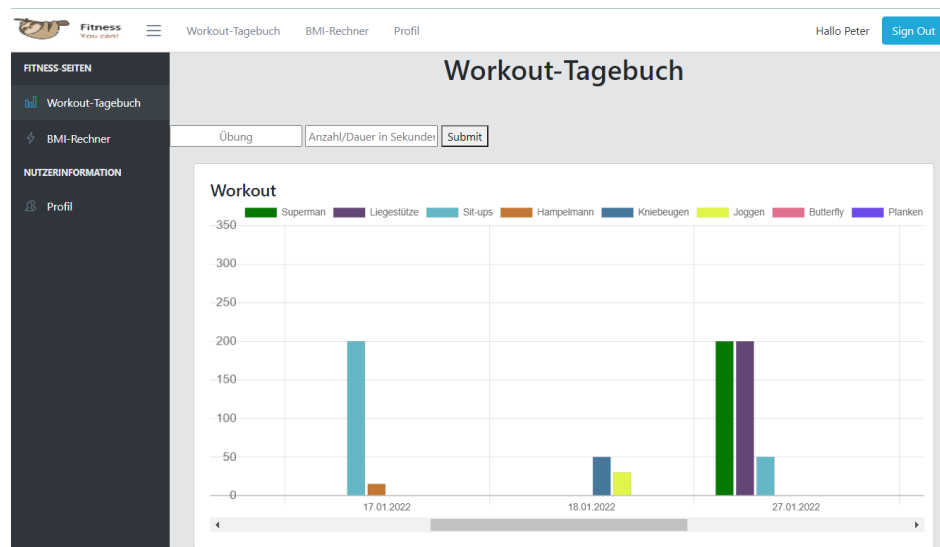 Fitness
You can!
Workout-Tagebuch BMI-Rechner Profil Hallo Peter Sign Out
FITNESS-SEITEN
Workout-Tagebuch
BMI-Rechner
NUTZERINFORMATION
Profil
Workout-Tagebuch
Übung Anzahl/Dauer in Sekunden Submit
Workout
Superman Liegestütze Sit-ups Hampelmann Kniebeugen Joggen Butterfly Planken
350
300
250
200
150
100
50
0
17.01.2022 18.01.2022 27.01.2022